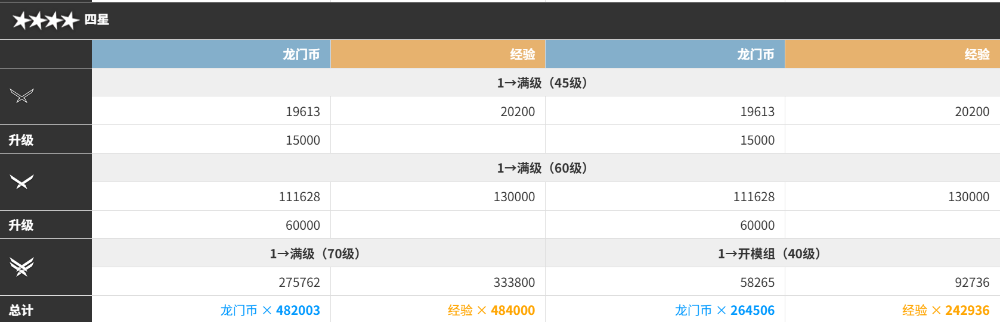 四星
龙门币 经验 龙门币 经验
1→满级（45级）
19613 20200 19613 20200
升级 15000 15000
1→满级（60级）
111628 130000 111628 130000
升级 60000 60000
1→满级（70级） 1→开模组（40级）
275762 333800 58265 92736
总计 龙门币 × 482003 经验 × 484000 龙门币 × 264506 经验 × 242936